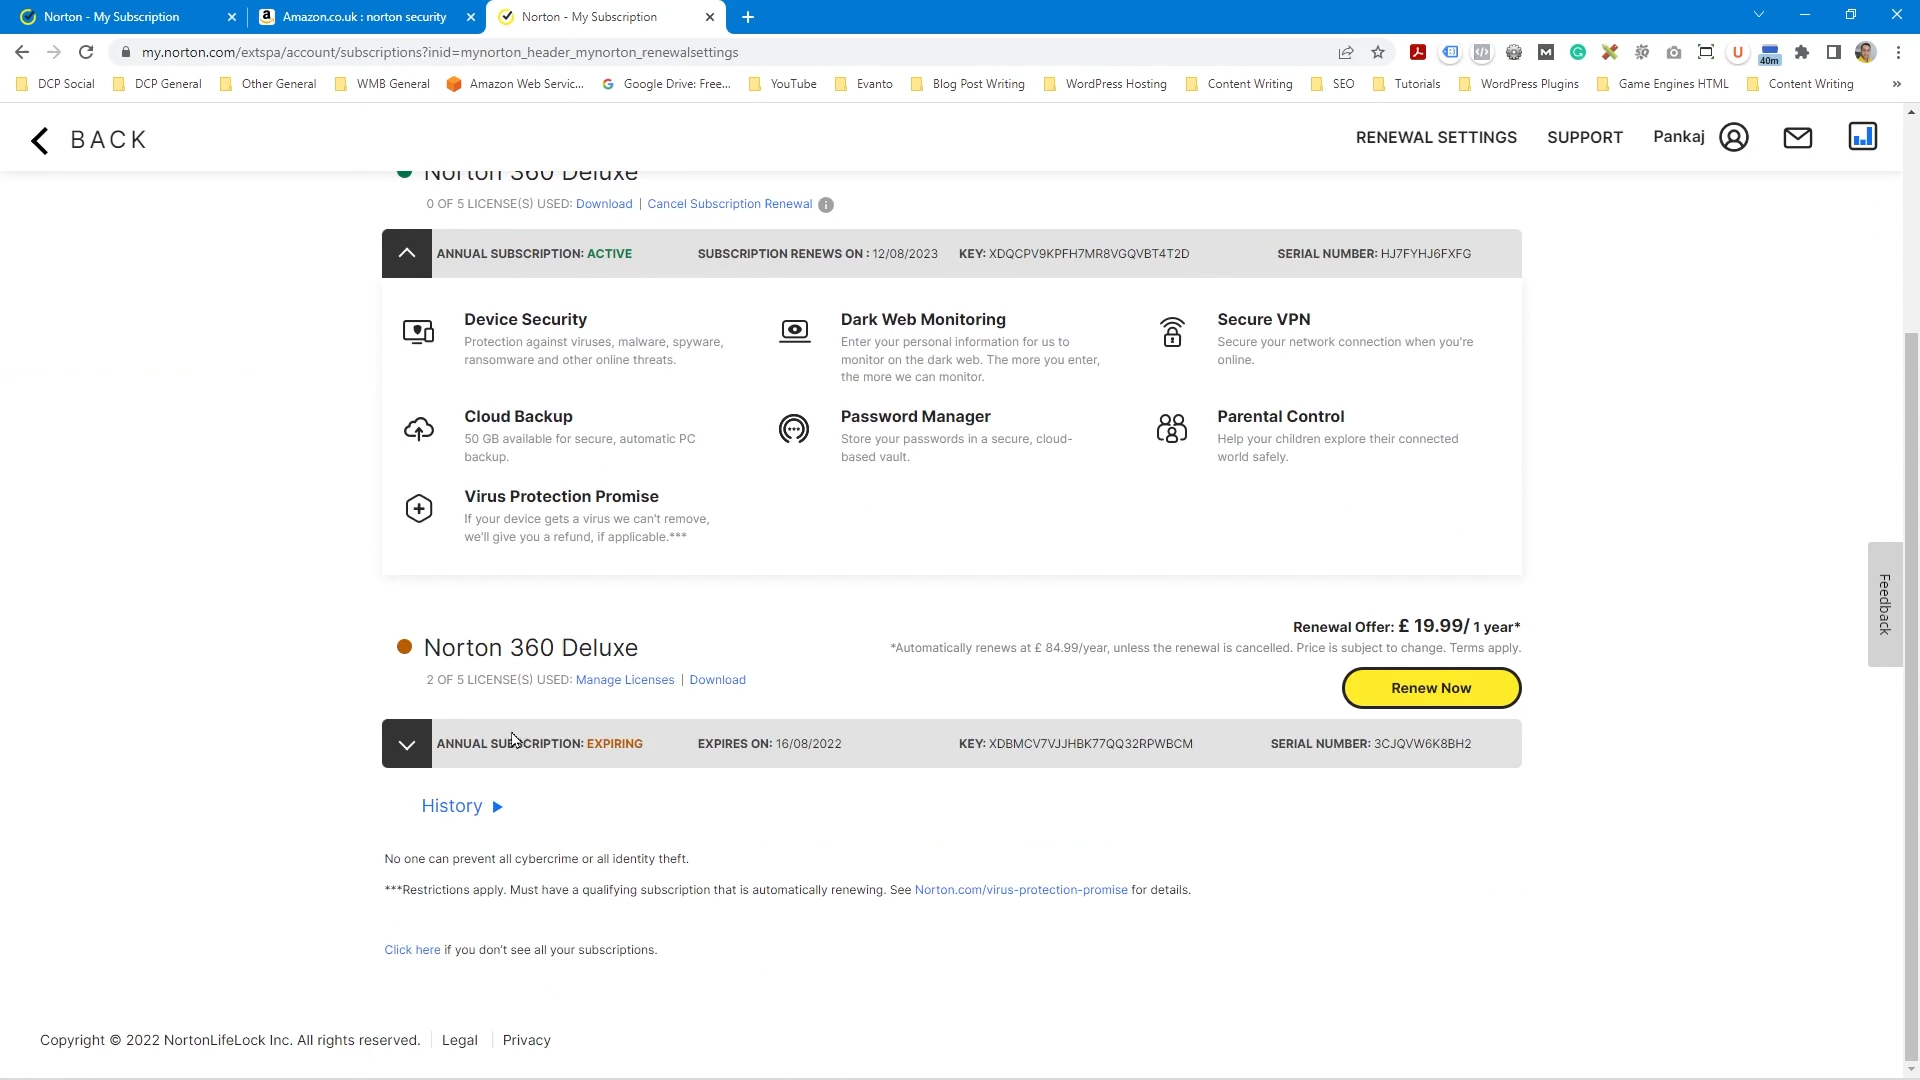 Norton - My Subscription
Amazon.co.uk : norton security
Norton - My Subscription
my.norton.com/extspa/account/subscriptions?inid=mynorton_header_mynorton_renewalsettings
40m
DCP Social
DCP General
Other General
WMB General
Amazon Web Servic...
Google Drive: Free...
YouTube
Evanto
Blog Post Writing
WordPress Hosting
Content Writing
SEO
Tutorials
WordPress Plugins
Game Engines HTML
Content Writing
BACK
RENEWAL SETTINGS
SUPPORT
Pankaj
Norton 360 Deluxe
0 OF 5 LICENSE(S) USED: Download | Cancel Subscription Renewal
ANNUAL SUBSCRIPTION: ACTIVE
SUBSCRIPTION RENEWS ON : 12/08/2023
KEY: XDQCPV9KPFH7MR8VGQVBT4T2D
SERIAL NUMBER: HJ7FYHJ6FXFG
Device Security
Protection against viruses, malware, spyware,
ransomware and other online threats.
Dark Web Monitoring
Enter your personal information for us to
monitor on the dark web. The more you enter,
the more we can monitor.
Secure VPN
Secure your network connection when you're
online.
Cloud Backup
50 GB available for secure, automatic PC
backup.
Password Manager
Store your passwords in a secure, cloud-
based vault.
Parental Control
Help your children explore their connected
world safely.
Virus Protection Promise
If your device gets a virus we can't remove,
we'll give you a refund, if applicable.***
Feedback
Renewal Offer: £ 19.99/ 1 year*
Norton 360 Deluxe
*Automatically renews at £ 84.99/year, unless the renewal is cancelled. Price is subject to change. Terms apply.
2 OF 5 LICENSE(S) USED: Manage Licenses | Download
Renew Now
ANNUAL SUBSCRIPTION: EXPIRING
EXPIRES ON: 16/08/2022
KEY: XDBMCV7VJJHBK77QQ32RPWBCM
SERIAL NUMBER: 3CJQVW6K8BH2
History
No one can prevent all cybercrime or all identity theft.
***Restrictions apply. Must have a qualifying subscription that is automatically renewing. See Norton.com/virus-protection-promise for details.
Click here if you don't see all your subscriptions.
Copyright © 2022 NortonLifeLock Inc. All rights reserved.
Legal
Privacy